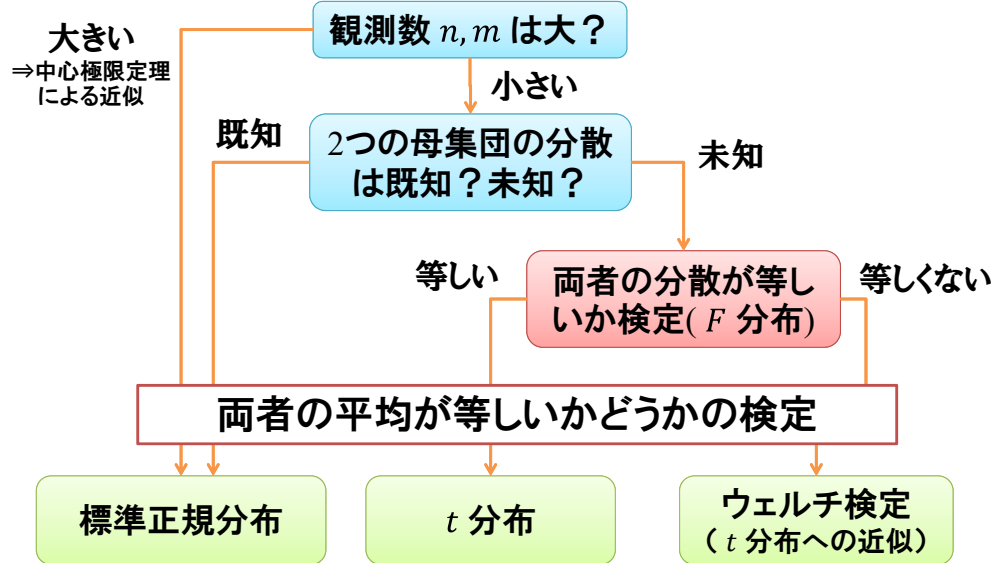 観測数 n, m は大？
大きい
⇒中心極限定理
による近似
小さい
既知
2つの母集団の分散
は既知？未知？
未知
等しい
両者の分散が等し
いか検定( F 分布)
等しくない
両者の平均が等しいかどうかの検定
標準正規分布
t 分布
ウェルチ検定
（ t 分布への近似）